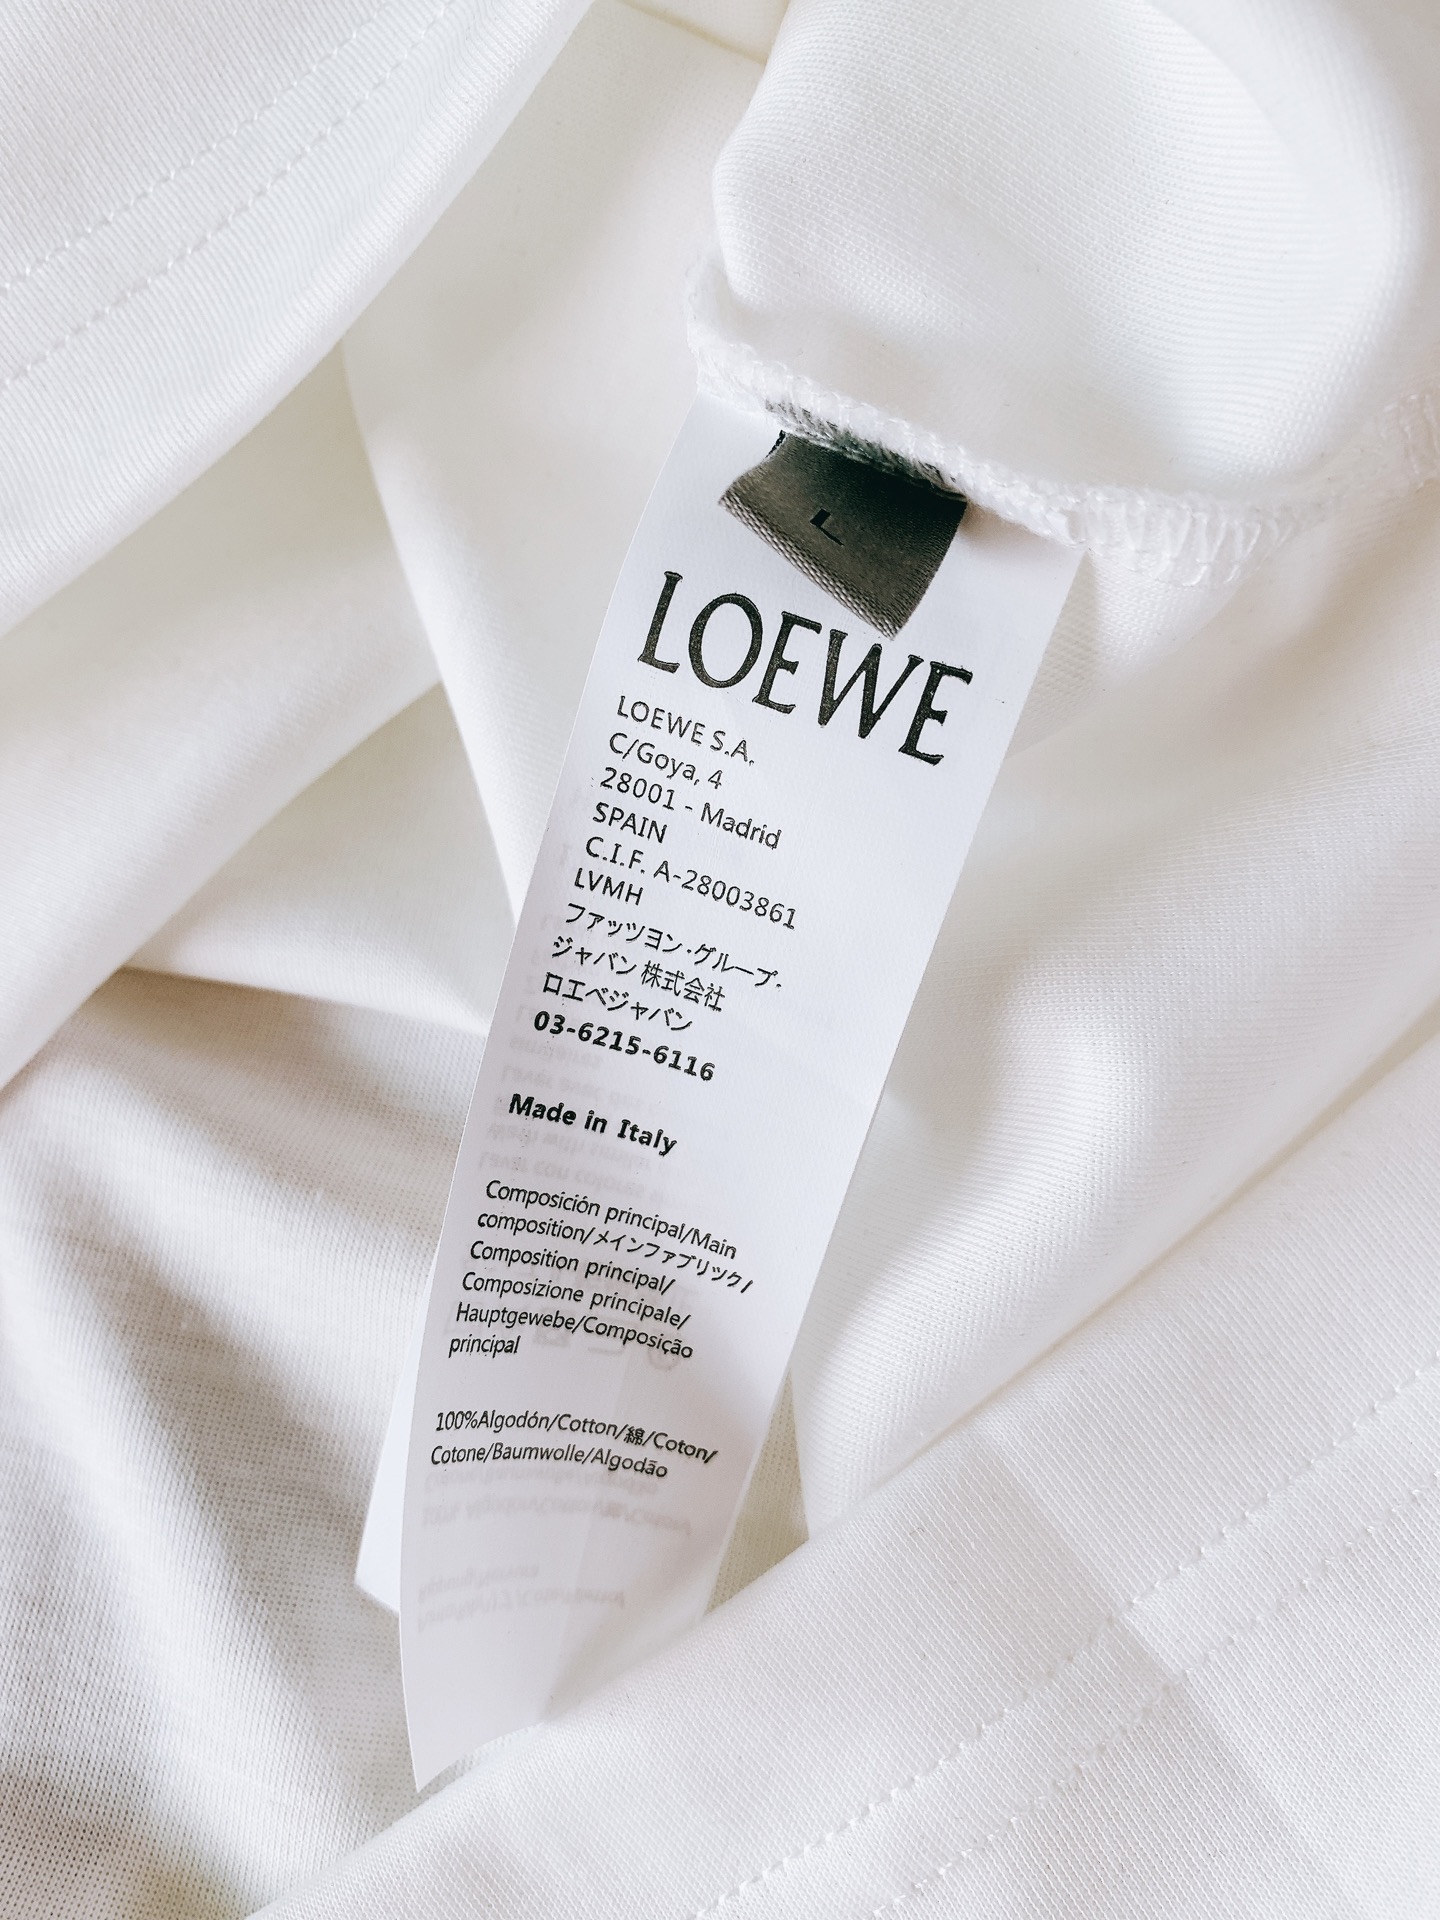 L
LOEWE
LOEWE S.A.
C/Goya, 4
28001 - Madrid
SPAIN
C.I.F. A-28003861
LVMH
ファッツヨン・グループ・
ジャバン 株式会社
ロエベジャバン
03-6215-6116
Made in Italy
Composición principal/Main
composition/メインファブリツク/
Composition principal/
Composizione principale/
Hauptgewebe/Composição
principal
100%Algodón/Cotton/綿/Coton/
Cotone/Baumwolle/Algodão